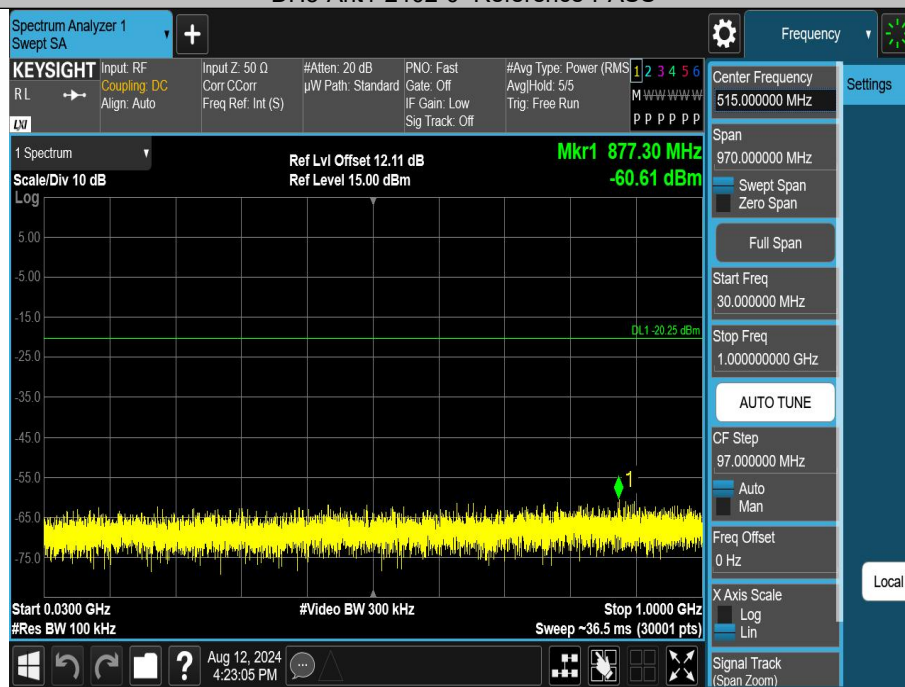 Spectrum Analyzer 1
Swept SA
Frequency
KEYSIGHT
RL
LXI
Input: RF
Coupling: DC
Align: Auto
Input Z: 50 Ω
Corr CCorr
Freq Ref: Int (S)
#Atten: 20 dB
µW Path: Standard
PNO: Fast
Gate: Off
IF Gain: Low
Sig Track: Off
#Avg Type: Power (RMS
Avg|Hold: 5/5
Trig: Free Run
1 2 3 4 5 6
M W W W W W
P P P P P P
1 Spectrum
Scale/Div 10 dB
Log
Ref Lvl Offset 12.11 dB
Ref Level 15.00 dBm
Mkr1 877.30 MHz
-60.61 dBm
5.00
-5.00
-15.0
DL1 -20.25 dBm
-25.0
-35.0
-45.0
-55.0
1
-65.0
-75.0
Start 0.0300 GHz
#Res BW 100 kHz
#Video BW 300 kHz
Stop 1.0000 GHz
Sweep ~36.5 ms (30001 pts)
Aug 12, 2024
4:23:05 PM
Center Frequency
515.000000 MHz
Span
970.000000 MHz
Swept Span
Zero Span
Full Span
Start Freq
30.000000 MHz
Stop Freq
1.000000000 GHz
AUTO TUNE
CF Step
97.000000 MHz
Auto
Man
Freq Offset
0 Hz
X Axis Scale
Log
Lin
Signal Track
(Span Zoom)
Settings
Local